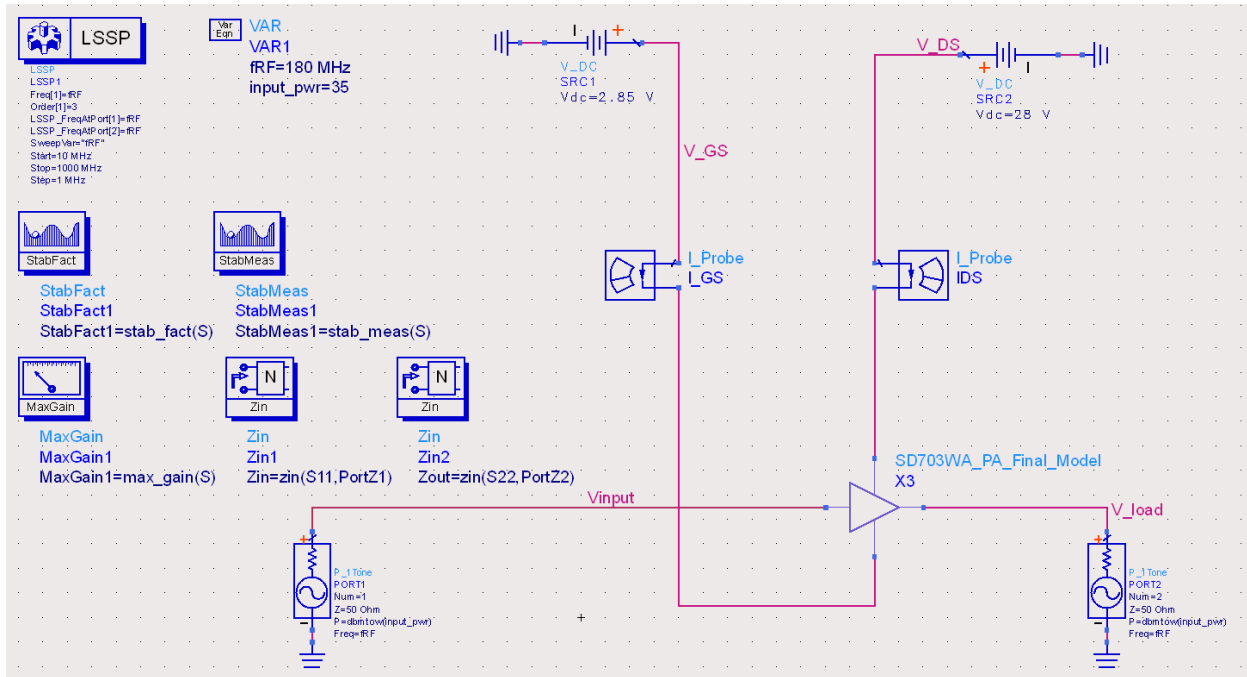 LSSP
LSSP
LSSP1
Freq[1]=fRF
Order[1]=3
LSSP_FreqAtPort[1]=fRF
LSSP_FreqAtPort[2]=fRF
SweepVar="fRF"
Start=10 MHz
Stop=1000 MHz
Step=1 MHz
Var
Eqn
VAR
VAR1
fRF=180 MHz
input_pwr=35
V_DC
SRC1
Vdc=2.85 V
V_GS
V_DS
V_DC
SRC2
Vdc=28 V
StabFact
StabFact
StabFact1
StabFact1=stab_fact(S)
StabMeas
StabMeas
StabMeas1
StabMeas1=stab_meas(S)
I_Probe
I_GS
I_Probe
IDS
MaxGain
MaxGain
MaxGain1
MaxGain1=max_gain(S)
N
Zin
Zin
Zin1
Zin=zin(S11,PortZ1)
N
Zin
Zin
Zin2
Zout=zin(S22,PortZ2)
SD703WA_PA_Final_Model
X3
Vinput
V_load
P_1Tone
PORT1
Num=1
Z=50 Ohm
P=dbmtow(input_pwr)
Freq=fRF
P_1Tone
PORT2
Num=2
Z=50 Ohm
P=dbmtow(input_pwr)
Freq=fRF